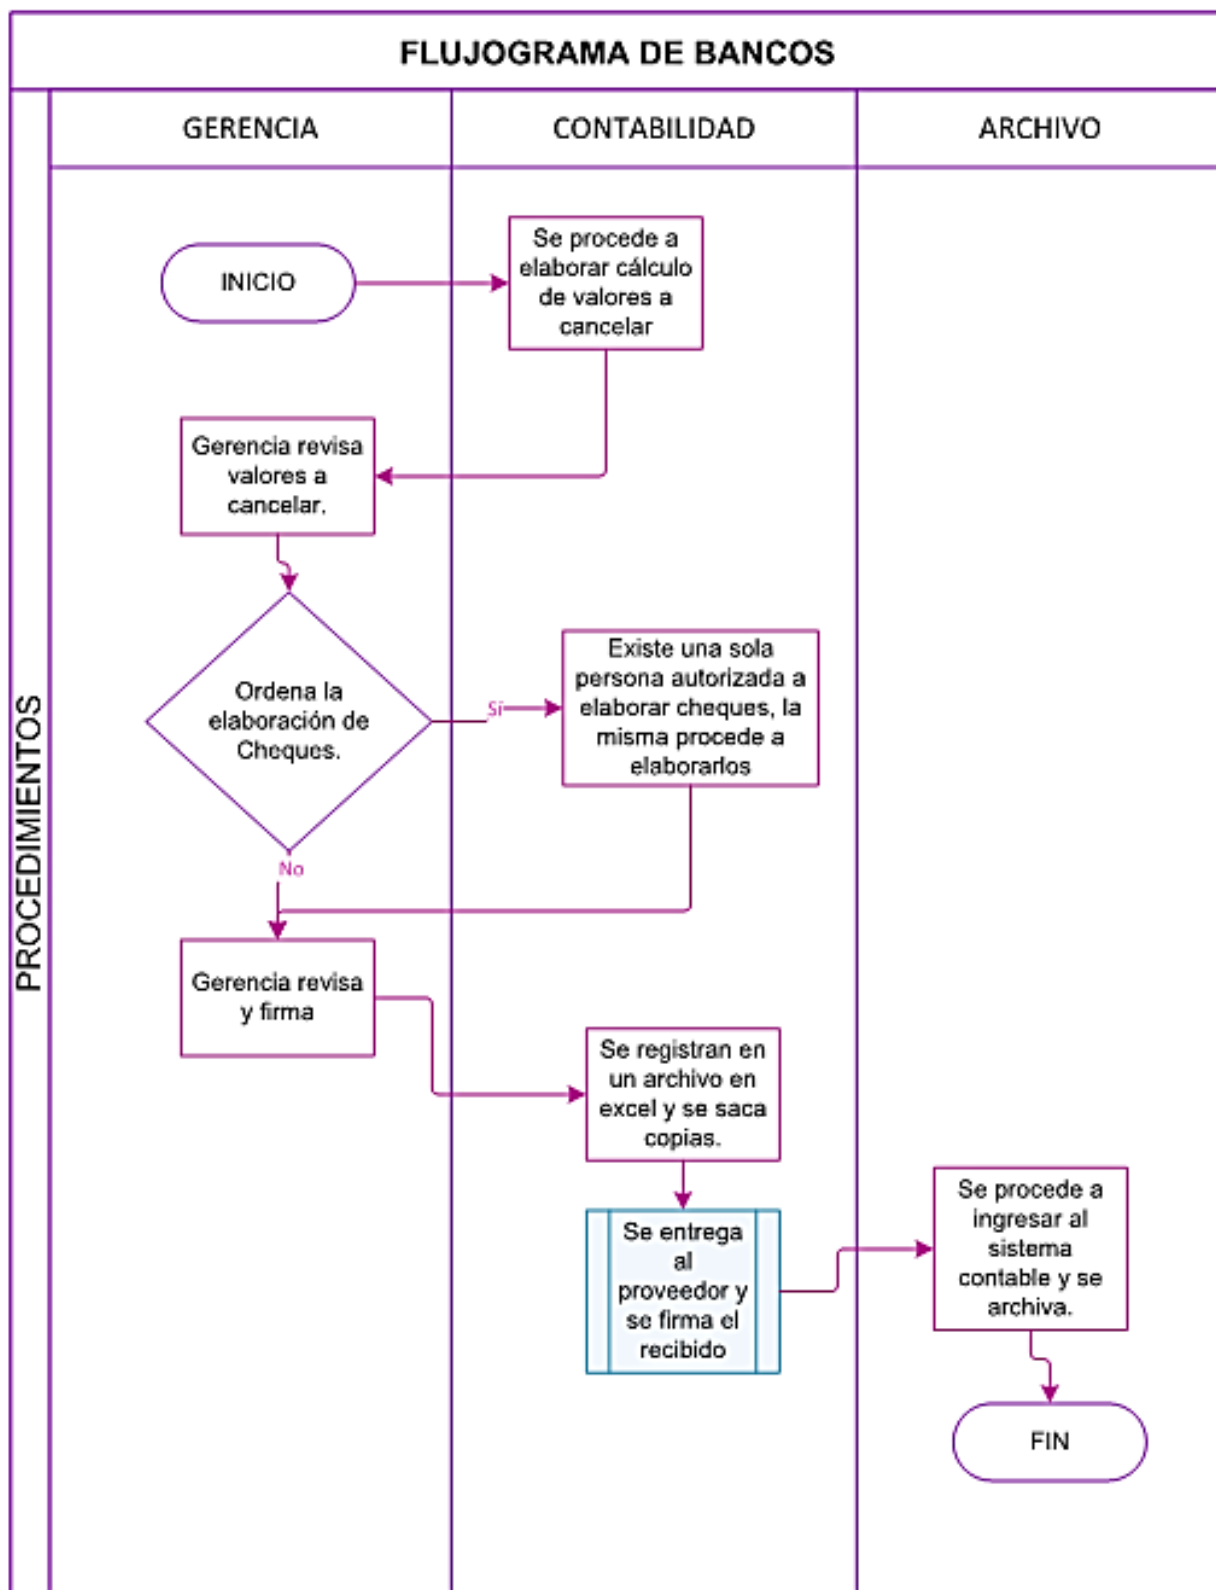 FLUJOGRAMA DE BANCOS
GERENCIA
CONTABILIDAD
ARCHIVO
PROCEDIMIENTOS
INICIO
Se procede a
elaborar cálculo
de valores a
cancelar
Gerencia revisa
valores a
cancelar.
Ordena la
elaboración de
Cheques.
Sí
Existe una sola
persona autorizada a
elaborar cheques, la
misma procede a
elaborarlos
No
Gerencia revisa
y firma
Se registran en
un archivo en
excel y se saca
copias.
Se entrega
al
proveedor y
se firma el
recibido
Se procede a
ingresar al
sistema
contable y se
archiva.
FIN